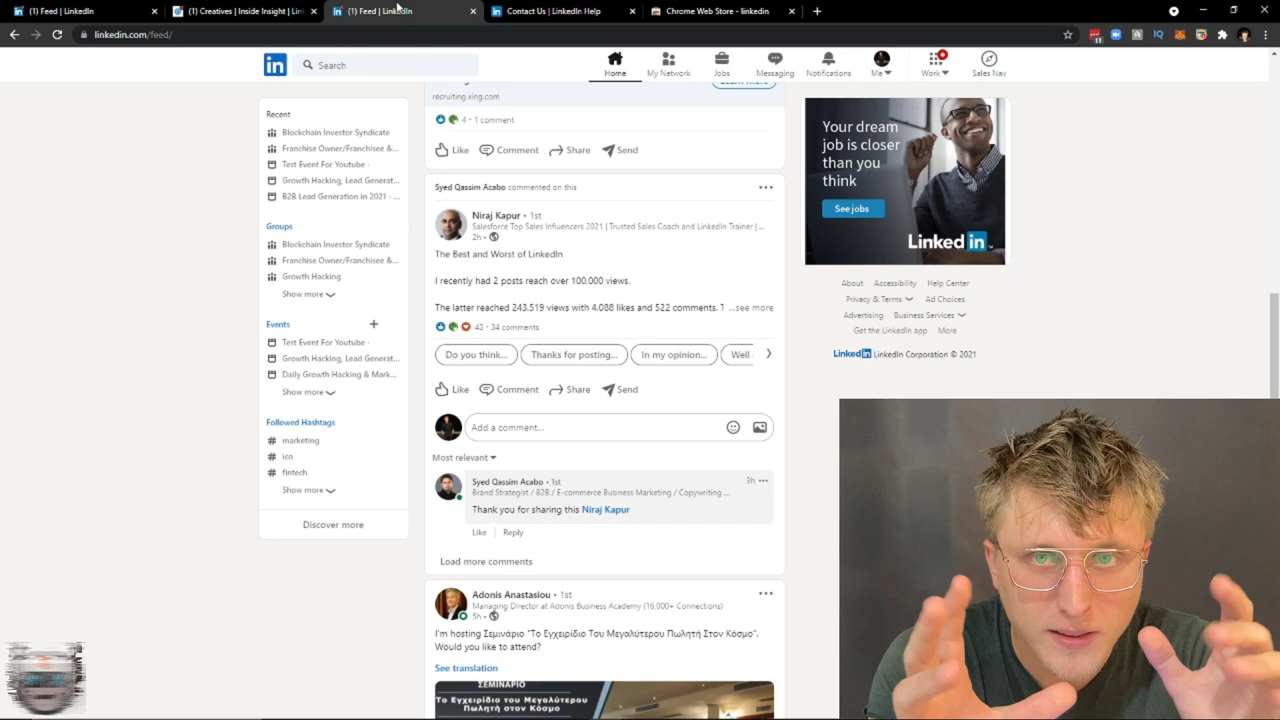 (1) Feed | LinkedIn
(1) Creatives | Inside Insight | Lin
(1) Feed | LinkedIn
Contact Us | LinkedIn Help
Chrome Web Store - linkedin
linkedin.com/feed/
11
IQ
in
Search
Home
My Network
Jobs
Messaging
Notifications
Me
Work
Sales Nav
Recent
Blockchain Investor Syndicate
Franchise Owner/Franchisee &...
Test Event For Youtube -
Growth Hacking, Lead Generat...
B2B Lead Generation in 2021 - ...
Groups
Blockchain Investor Syndicate
Franchise Owner/Franchisee &...
Growth Hacking
Show more
Events
Test Event For Youtube -
Growth Hacking, Lead Generat...
Daily Growth Hacking & Mark...
Show more
Followed Hashtags
# marketing
# ico
# fintech
Show more
Discover more
recruiting.xing.com
4 · 1 comment
Like
Comment
Share
Send
Syed Qassim Acabo commented on this
Niraj Kapur · 1st
Salesforce Top Sales Influencers 2021 | Trusted Sales Coach and LinkedIn Trainer |...
2h ·
The Best and Worst of LinkedIn
I recently had 2 posts reach over 100,000 views.
The latter reached 243,519 views with 4,088 likes and 522 comments. T ...see more
43 · 34 comments
Do you think...
Thanks for posting...
In my opinion...
Well
Like
Comment
Share
Send
Add a comment...
Most relevant
Syed Qassim Acabo · 1st
3h
Brand Strategist / B2B / E-commerce Business Marketing / Copywriting ...
Thank you for sharing this Niraj Kapur
Like
Reply
Load more comments
Adonis Anastasiou · 1st
Managing Director at Adonis Business Academy (16,000+ Connections)
5h ·
I'm hosting Σεμινάριο "Το Εγχειρίδιο Του Μεγαλύτερου Πωλητή Στον Κόσμο".
Would you like to attend?
See translation
ΣΕΜΙΝΑΡΙΟ
Το Εγχειρίδιο του Μεγαλύτερου
Πωλητή στον Κόσμο
Your dream
job is closer
than you
think
See jobs
Linked in
About
Accessibility
Help Center
Privacy & Terms
Ad Choices
Advertising
Business Services
Get the LinkedIn app
More
Linked in LinkedIn Corporation © 2021